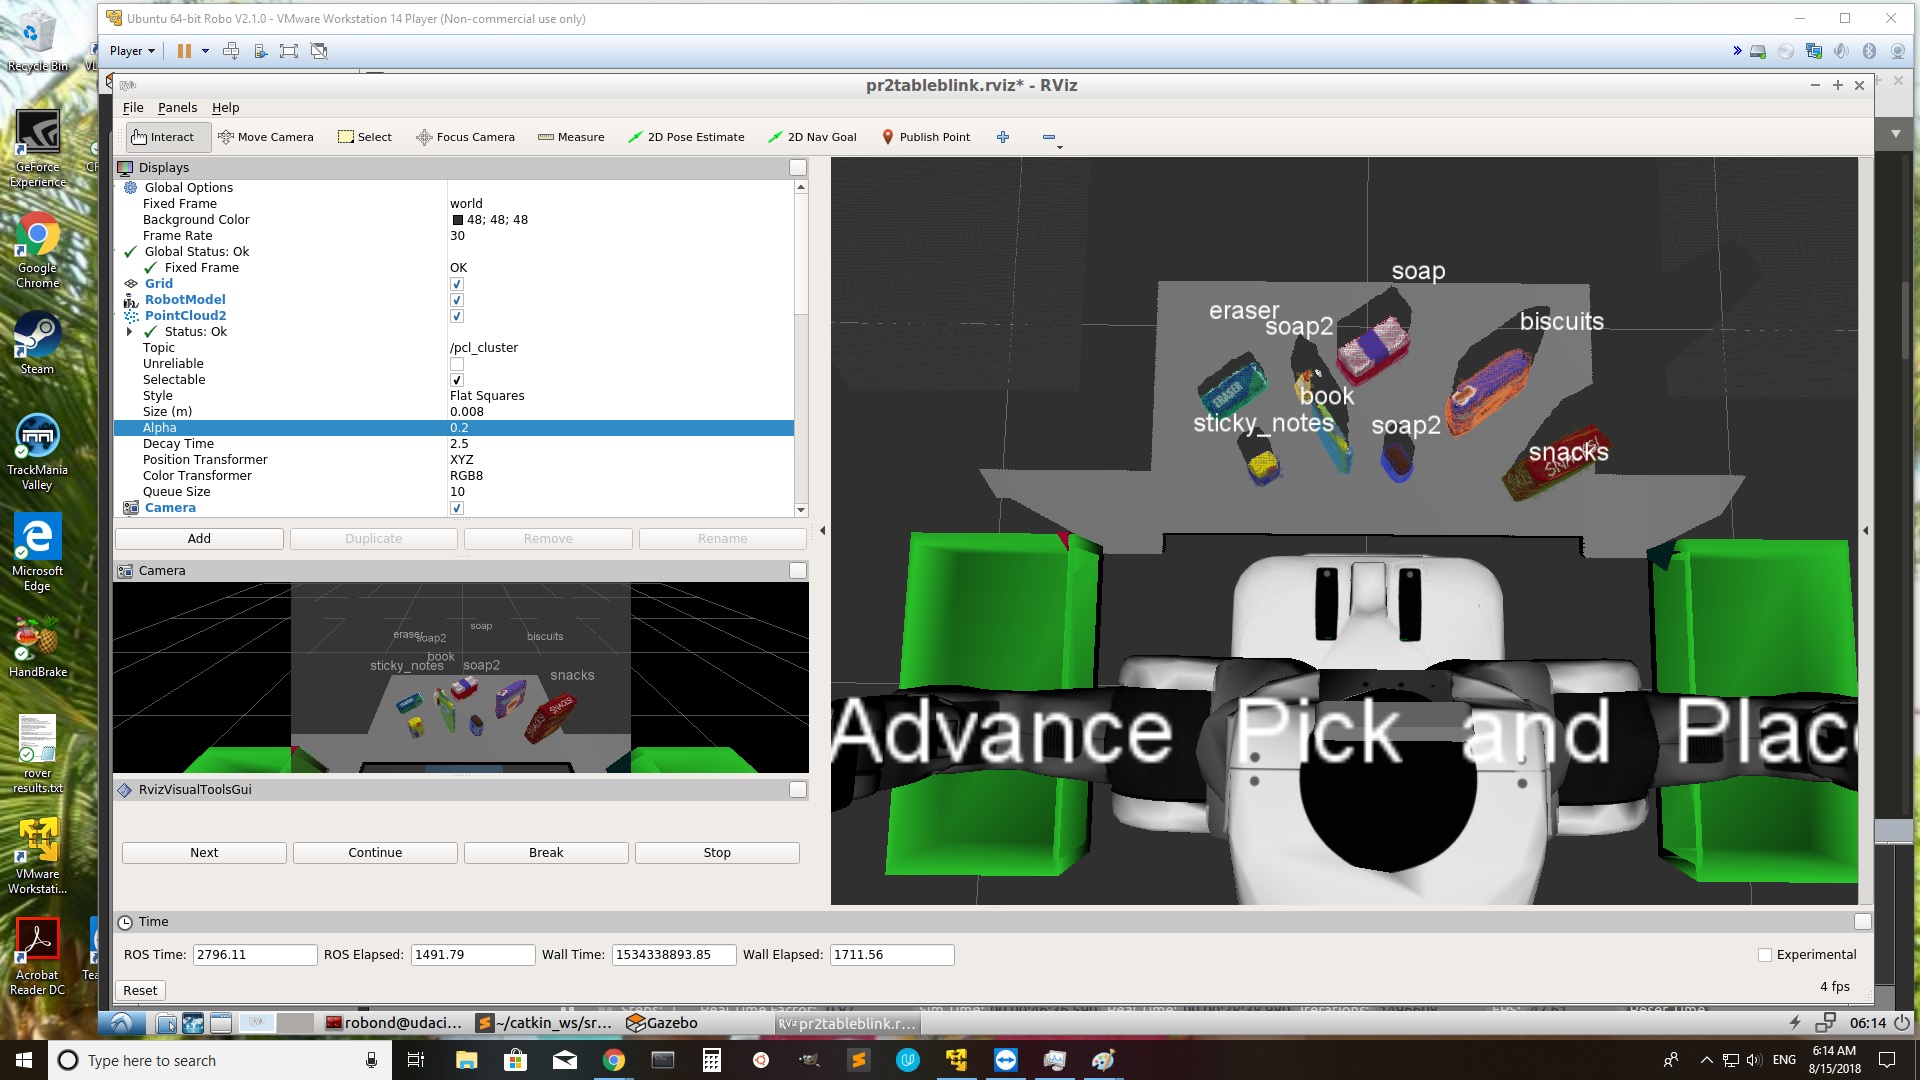 Ubuntu 64-bit Robo V2.1.0 - VMware Workstation 14 Player (Non-commercial use only)
Player
pr2tableblink.rviz* - RViz
File Panels Help
Interact Move Camera Select Focus Camera Measure 2D Pose Estimate 2D Nav Goal Publish Point
Displays
Global Options
Fixed Frame world
Background Color 48; 48; 48
Frame Rate 30
Global Status: Ok
Fixed Frame OK
Grid
RobotModel
PointCloud2
Status: Ok
Topic /pcl_cluster
Unreliable
Selectable
Style Flat Squares
Size (m) 0.008
Alpha 0.2
Decay Time 2.5
Position Transformer XYZ
Color Transformer RGB8
Queue Size 10
Camera
Add Duplicate Remove Rename
Camera
soap
eraser
soap2
biscuits
book
sticky_notes
soap2
snacks
SNACKS
RvizVisualToolsGui
Next Continue Break Stop
soap
eraser
soap2
biscuits
ERASER
book
sticky_notes
soap2
snacks
SNACKS
Advance Pick and Place
Time
ROS Time: 2796.11 ROS Elapsed: 1491.79 Wall Time: 1534338893.85 Wall Elapsed: 1711.56 Experimental
Reset
4 fps
robond@udaci... ~/catkin_ws/sr... Gazebo RViz pr2tableblink.r... 06:14
Recycle Bin
GeForce
Experience
Google
Chrome
Steam
TrackMania
Valley
Microsoft
Edge
HandBrake
rover
results.txt
VMware
Workstati...
Acrobat
Reader DC
Type here to search
ENG
6:14 AM
8/15/2018